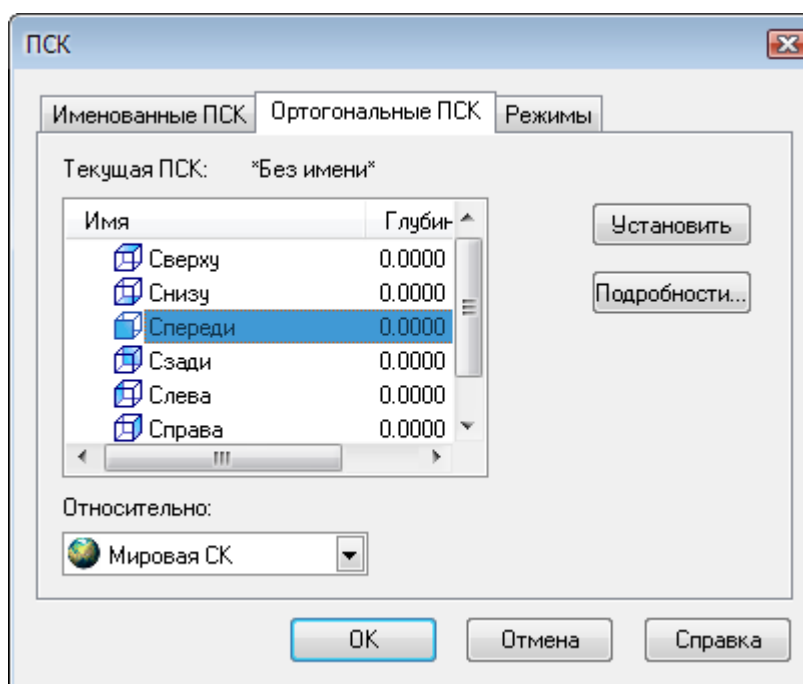 ПСК
Именованные ПСК Ортогональные ПСК Режимы
Текущая ПСК: *Без имени*
Имя Глубин
Сверху 0.0000
Снизу 0.0000
Спереди 0.0000
Сзади 0.0000
Слева 0.0000
Справа 0.0000
Установить
Подробности...
Относительно:
Мировая СК
OK Отмена Справка